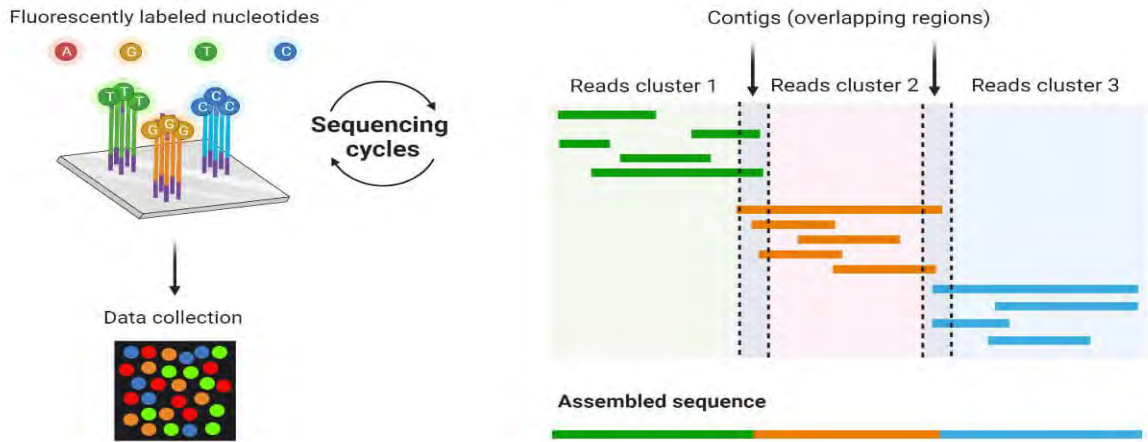 Fluorescently labeled nucleotides
A G T C
T T T
G G G
C C C
Sequencing
cycles
Data collection
Contigs (overlapping regions)
Reads cluster 1 Reads cluster 2 Reads cluster 3
Assembled sequence